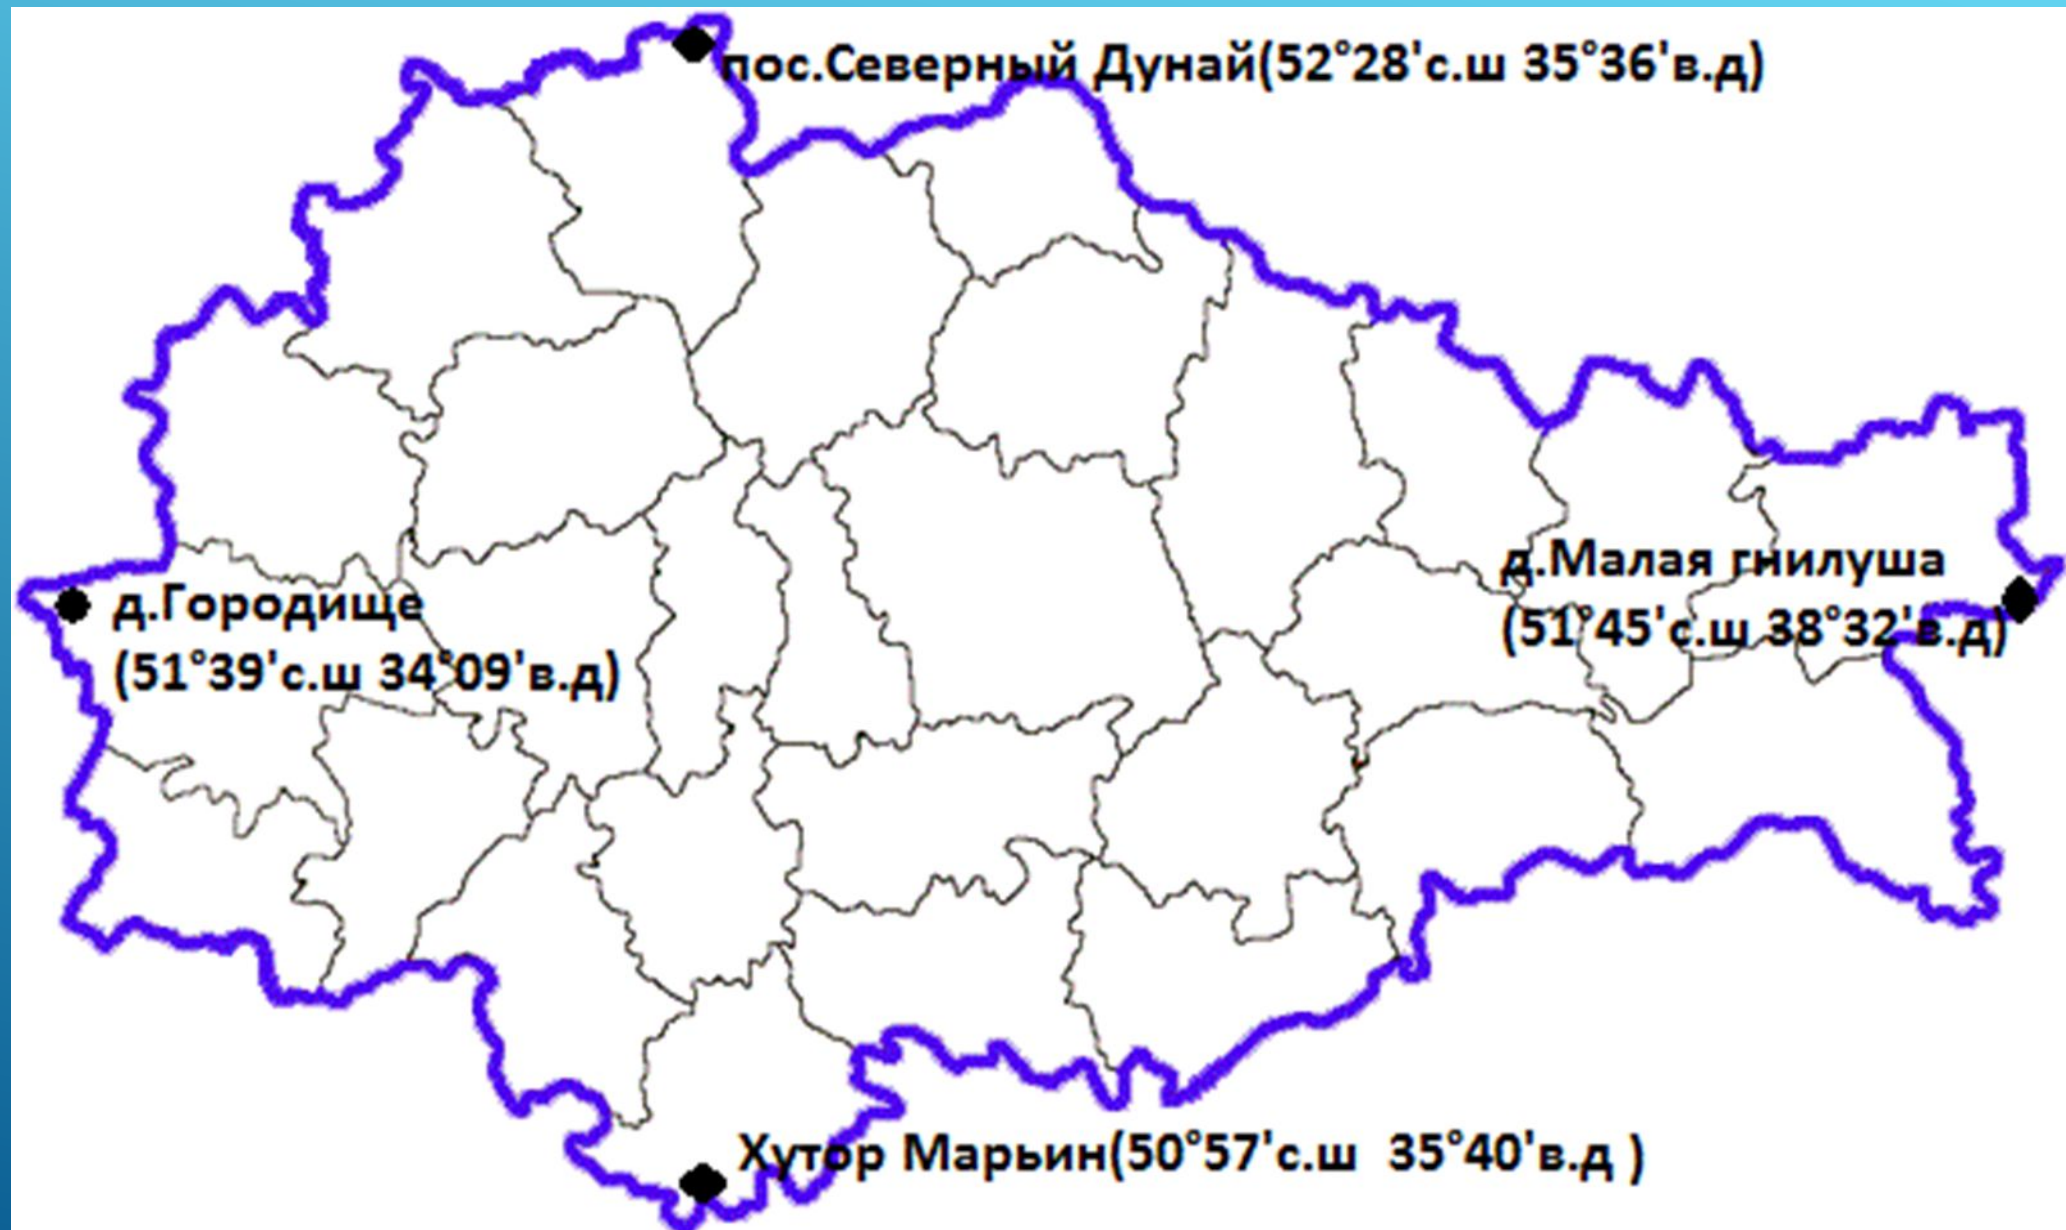 пос.Северный Дунай(52°28'с.ш 35°36'в.д)
д.Малая гнилуша
(51°45'с.ш 38°32'в.д)
д.Городище
(51°39'с.ш 34°09'в.д)
Хутор Марьин(50°57'с.ш 35°40'в.д )